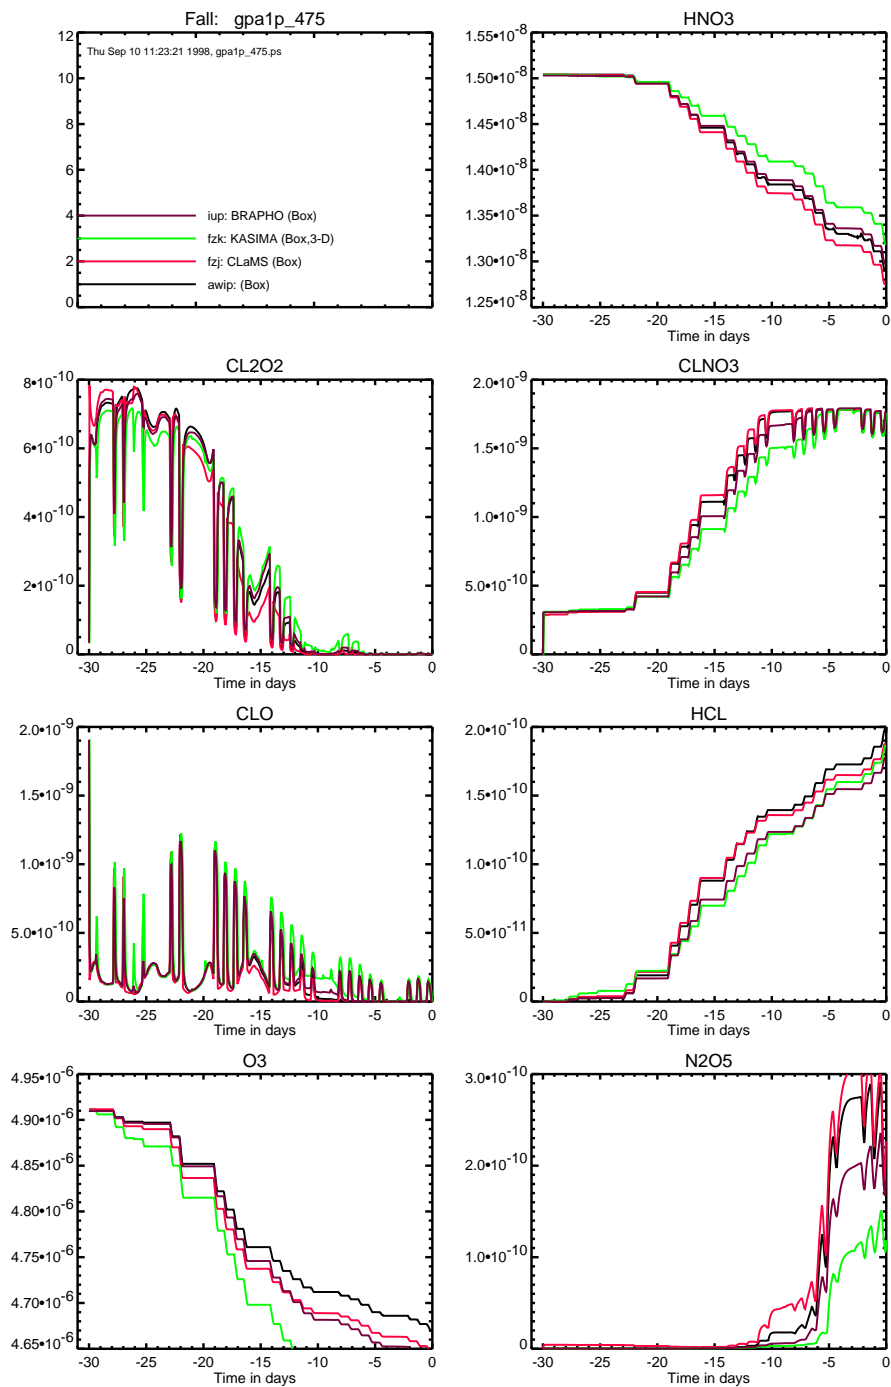 Fall: gpa1p_475
12
10
8
6
4
2
0
Thu Sep 10 11:23:21 1998, gpa1p_475.ps
iup: BRAPHO (Box)
fzk: KASIMA (Box,3-D)
fzj: CLaMS (Box)
awip: (Box)
HNO3
1.55•10⁻⁸
1.50•10⁻⁸
1.45•10⁻⁸
1.40•10⁻⁸
1.35•10⁻⁸
1.30•10⁻⁸
1.25•10⁻⁸
-30 -25 -20 -15 -10 -5 0
Time in days
CL2O2
8•10⁻¹⁰
6•10⁻¹⁰
4•10⁻¹⁰
2•10⁻¹⁰
0
-30 -25 -20 -15 -10 -5 0
Time in days
CLNO3
2.0•10⁻⁹
1.5•10⁻⁹
1.0•10⁻⁹
5.0•10⁻¹⁰
0
-30 -25 -20 -15 -10 -5 0
Time in days
CLO
2.0•10⁻⁹
1.5•10⁻⁹
1.0•10⁻⁹
5.0•10⁻¹⁰
0
-30 -25 -20 -15 -10 -5 0
Time in days
HCL
2.0•10⁻¹⁰
1.5•10⁻¹⁰
1.0•10⁻¹⁰
5.0•10⁻¹¹
0
-30 -25 -20 -15 -10 -5 0
Time in days
O3
4.95•10⁻⁶
4.90•10⁻⁶
4.85•10⁻⁶
4.80•10⁻⁶
4.75•10⁻⁶
4.70•10⁻⁶
4.65•10⁻⁶
-30 -25 -20 -15 -10 -5 0
Time in days
N2O5
3.0•10⁻¹⁰
2.0•10⁻¹⁰
1.0•10⁻¹⁰
0
-30 -25 -20 -15 -10 -5 0
Time in days